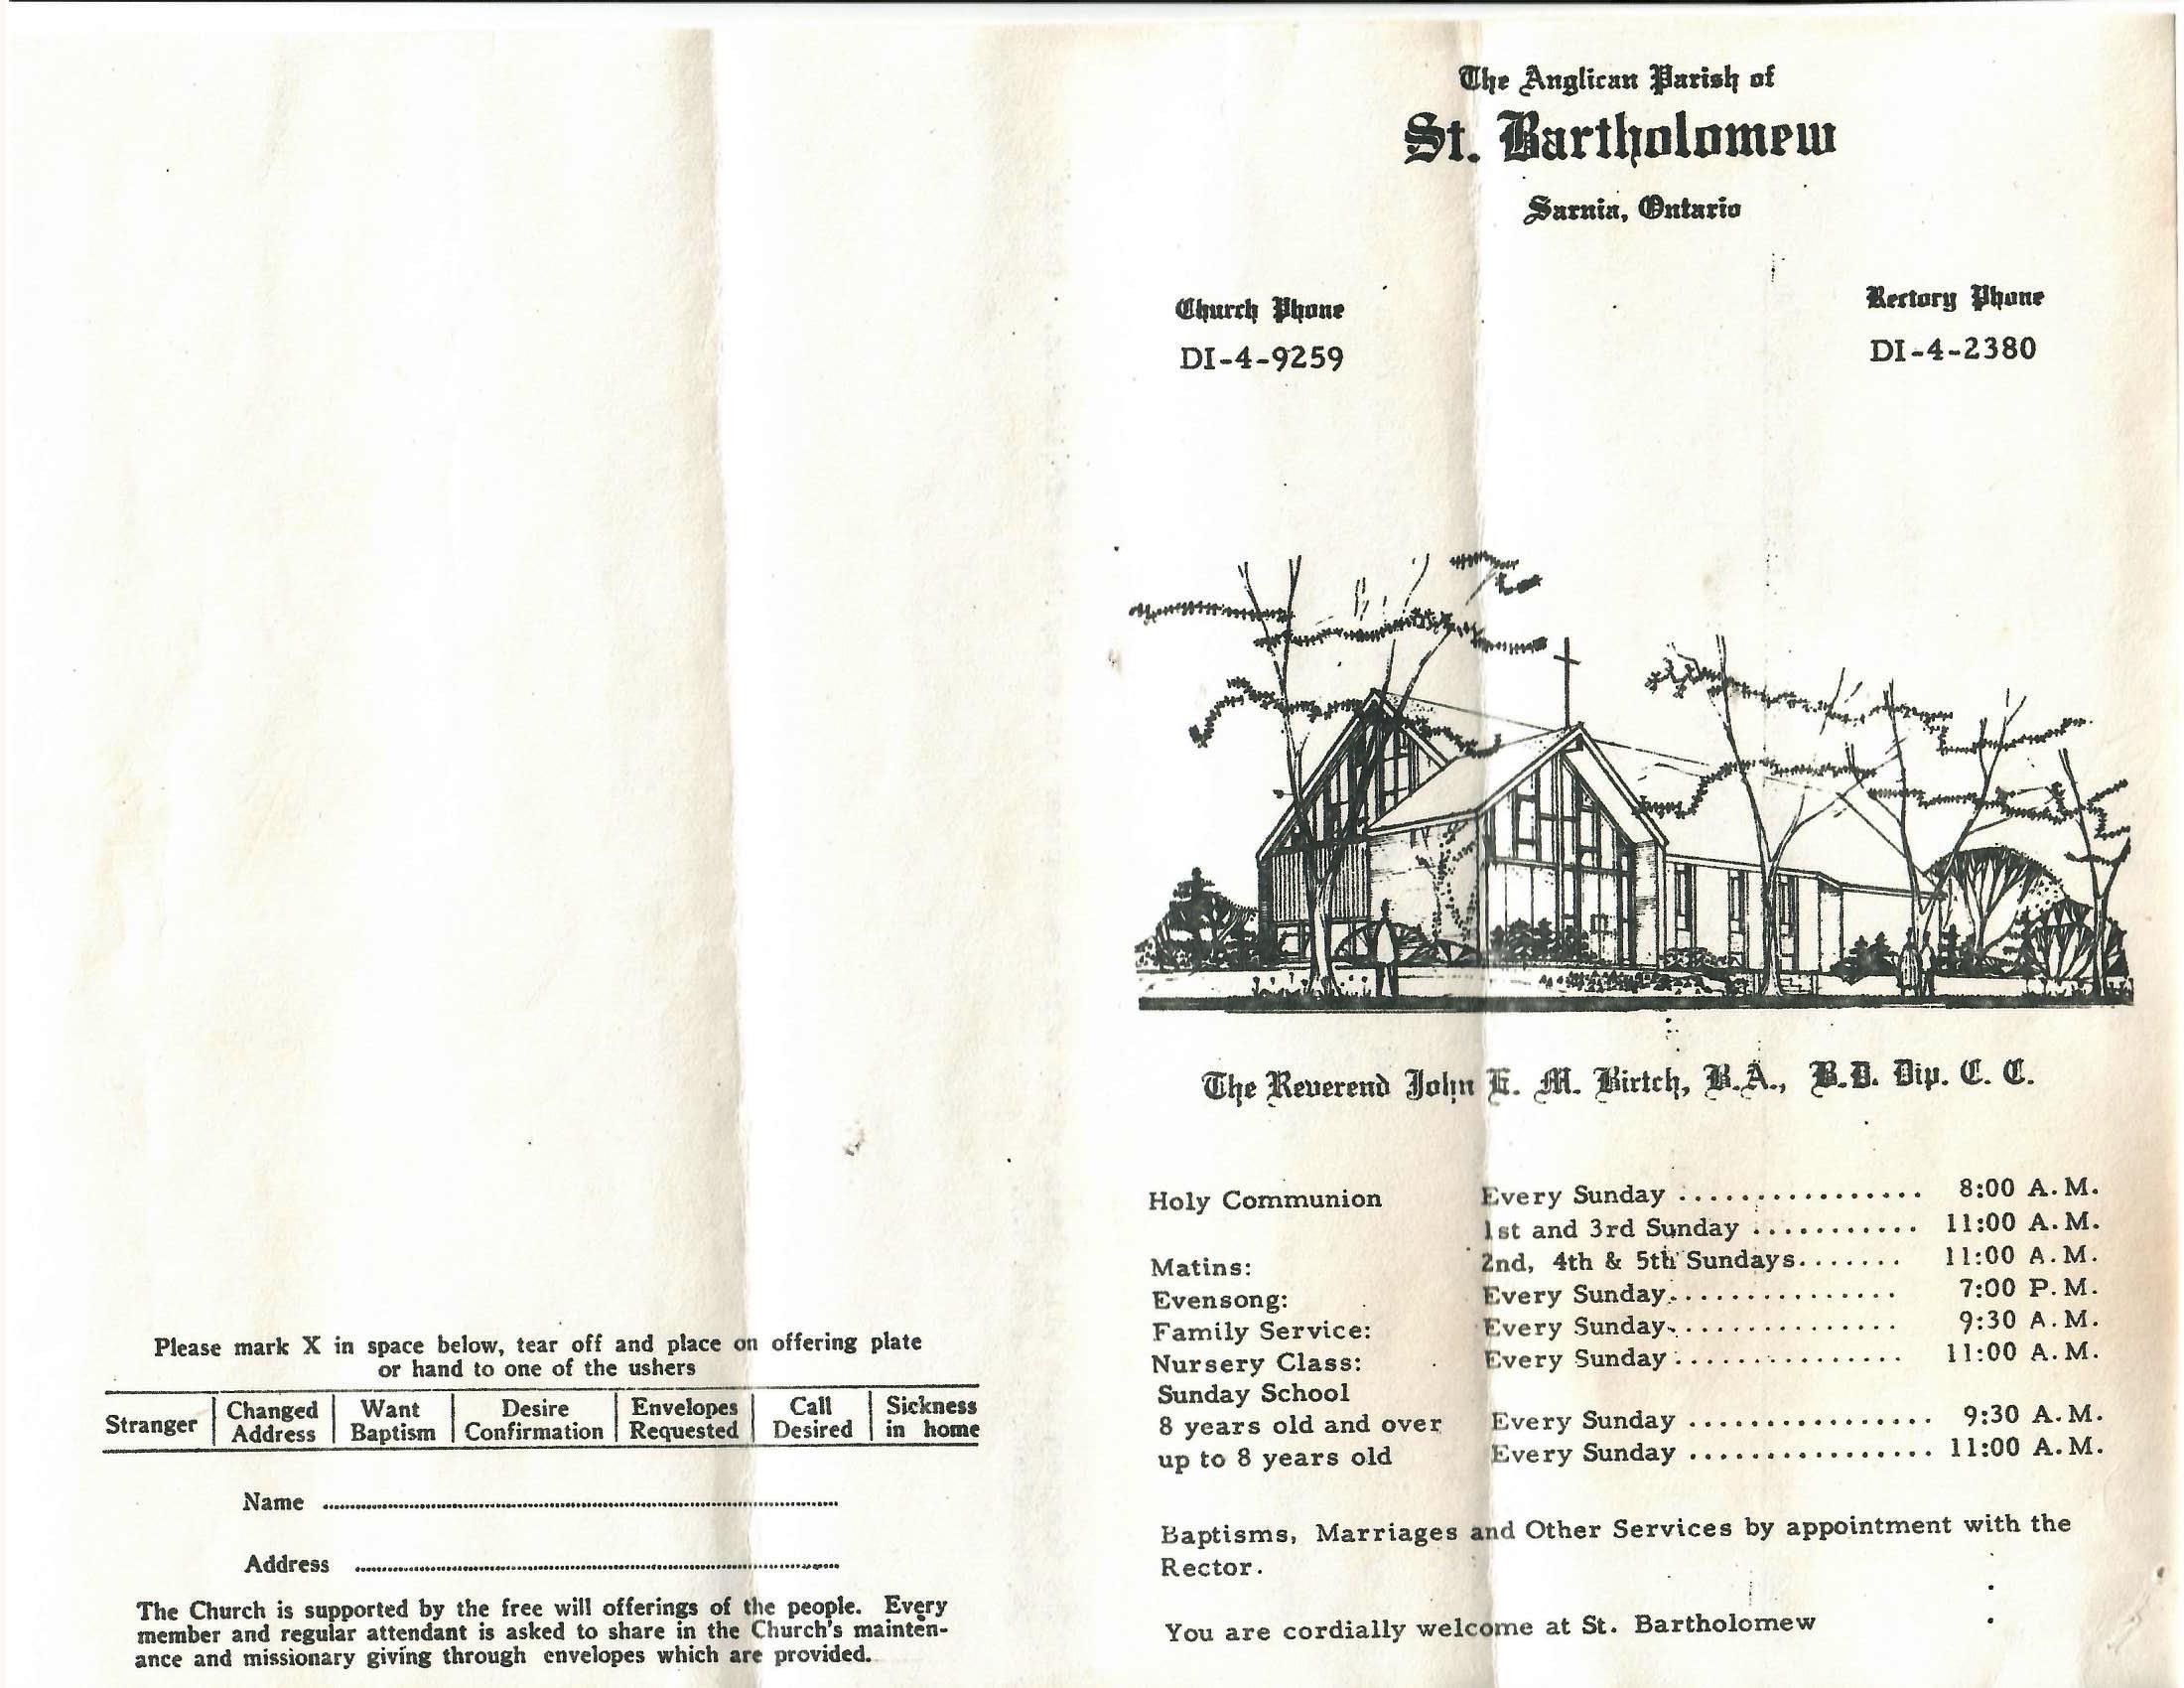 Please mark X in space below, tear off and place on offering plate
or hand to one of the ushers
Stranger | Changed Address | Want Baptism | Desire Confirmation | Envelopes Requested | Call Desired | Sickness in home
Name ........................................
Address ........................................
The Church is supported by the free will offerings of the people. Every
member and regular attendant is asked to share in the Church's mainten-
ance and missionary giving through envelopes which are provided.
The Anglican Parish of
St. Bartholomew
Sarnia, Ontario
Church Phone
DI-4-9259
Rectory Phone
DI-4-2380
The Reverend John E. M. Birtch, B.A., B.D. Dip. C. C.
Holy Communion Every Sunday ................ 8:00 A.M.
1st and 3rd Sunday ........... 11:00 A.M.
Matins: 2nd, 4th & 5th Sundays....... 11:00 A.M.
Evensong: Every Sunday............... 7:00 P.M.
Family Service: Every Sunday............... 9:30 A.M.
Nursery Class: Every Sunday............... 11:00 A.M.
Sunday School
8 years old and over Every Sunday ................ 9:30 A.M.
up to 8 years old Every Sunday ................ 11:00 A.M.
Baptisms, Marriages and Other Services by appointment with the
Rector.
You are cordially welcome at St. Bartholomew